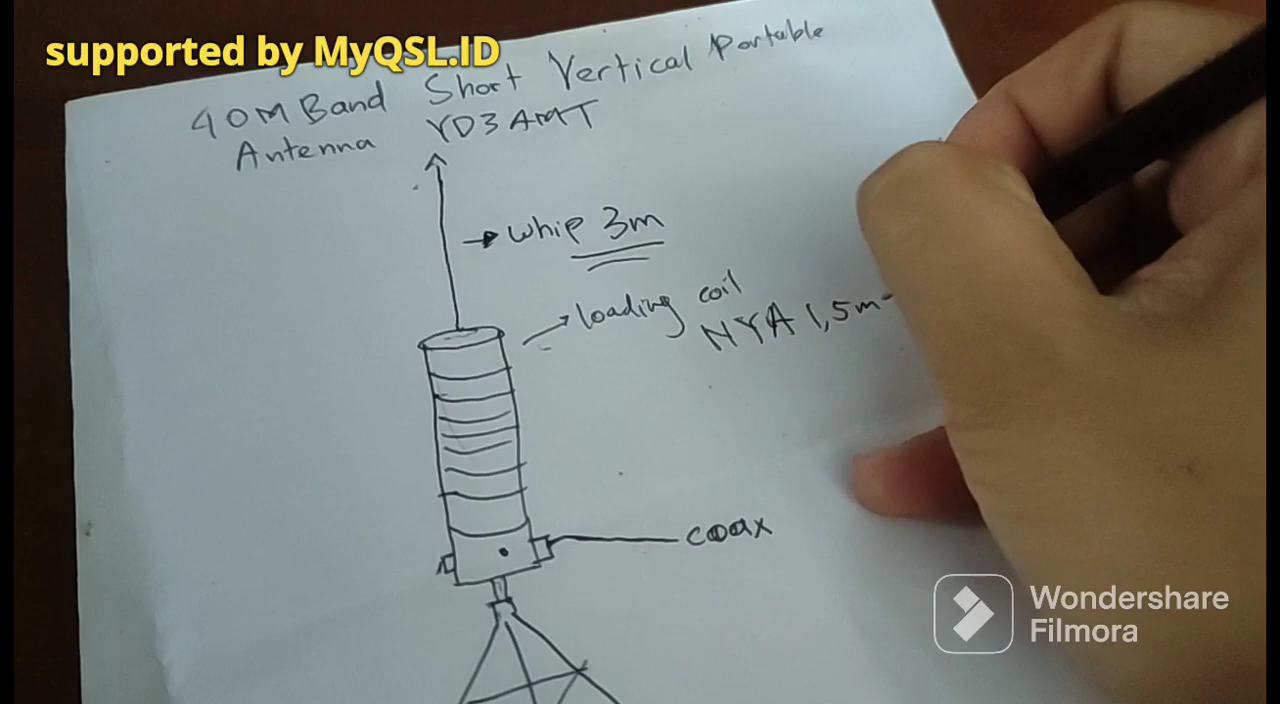 supported by MyQSL.ID
40M Band Short Vertical Portable
Antenna YD3AMT
whip 3m
loading coil
NYA 1,5m
coax
Wondershare
Filmora